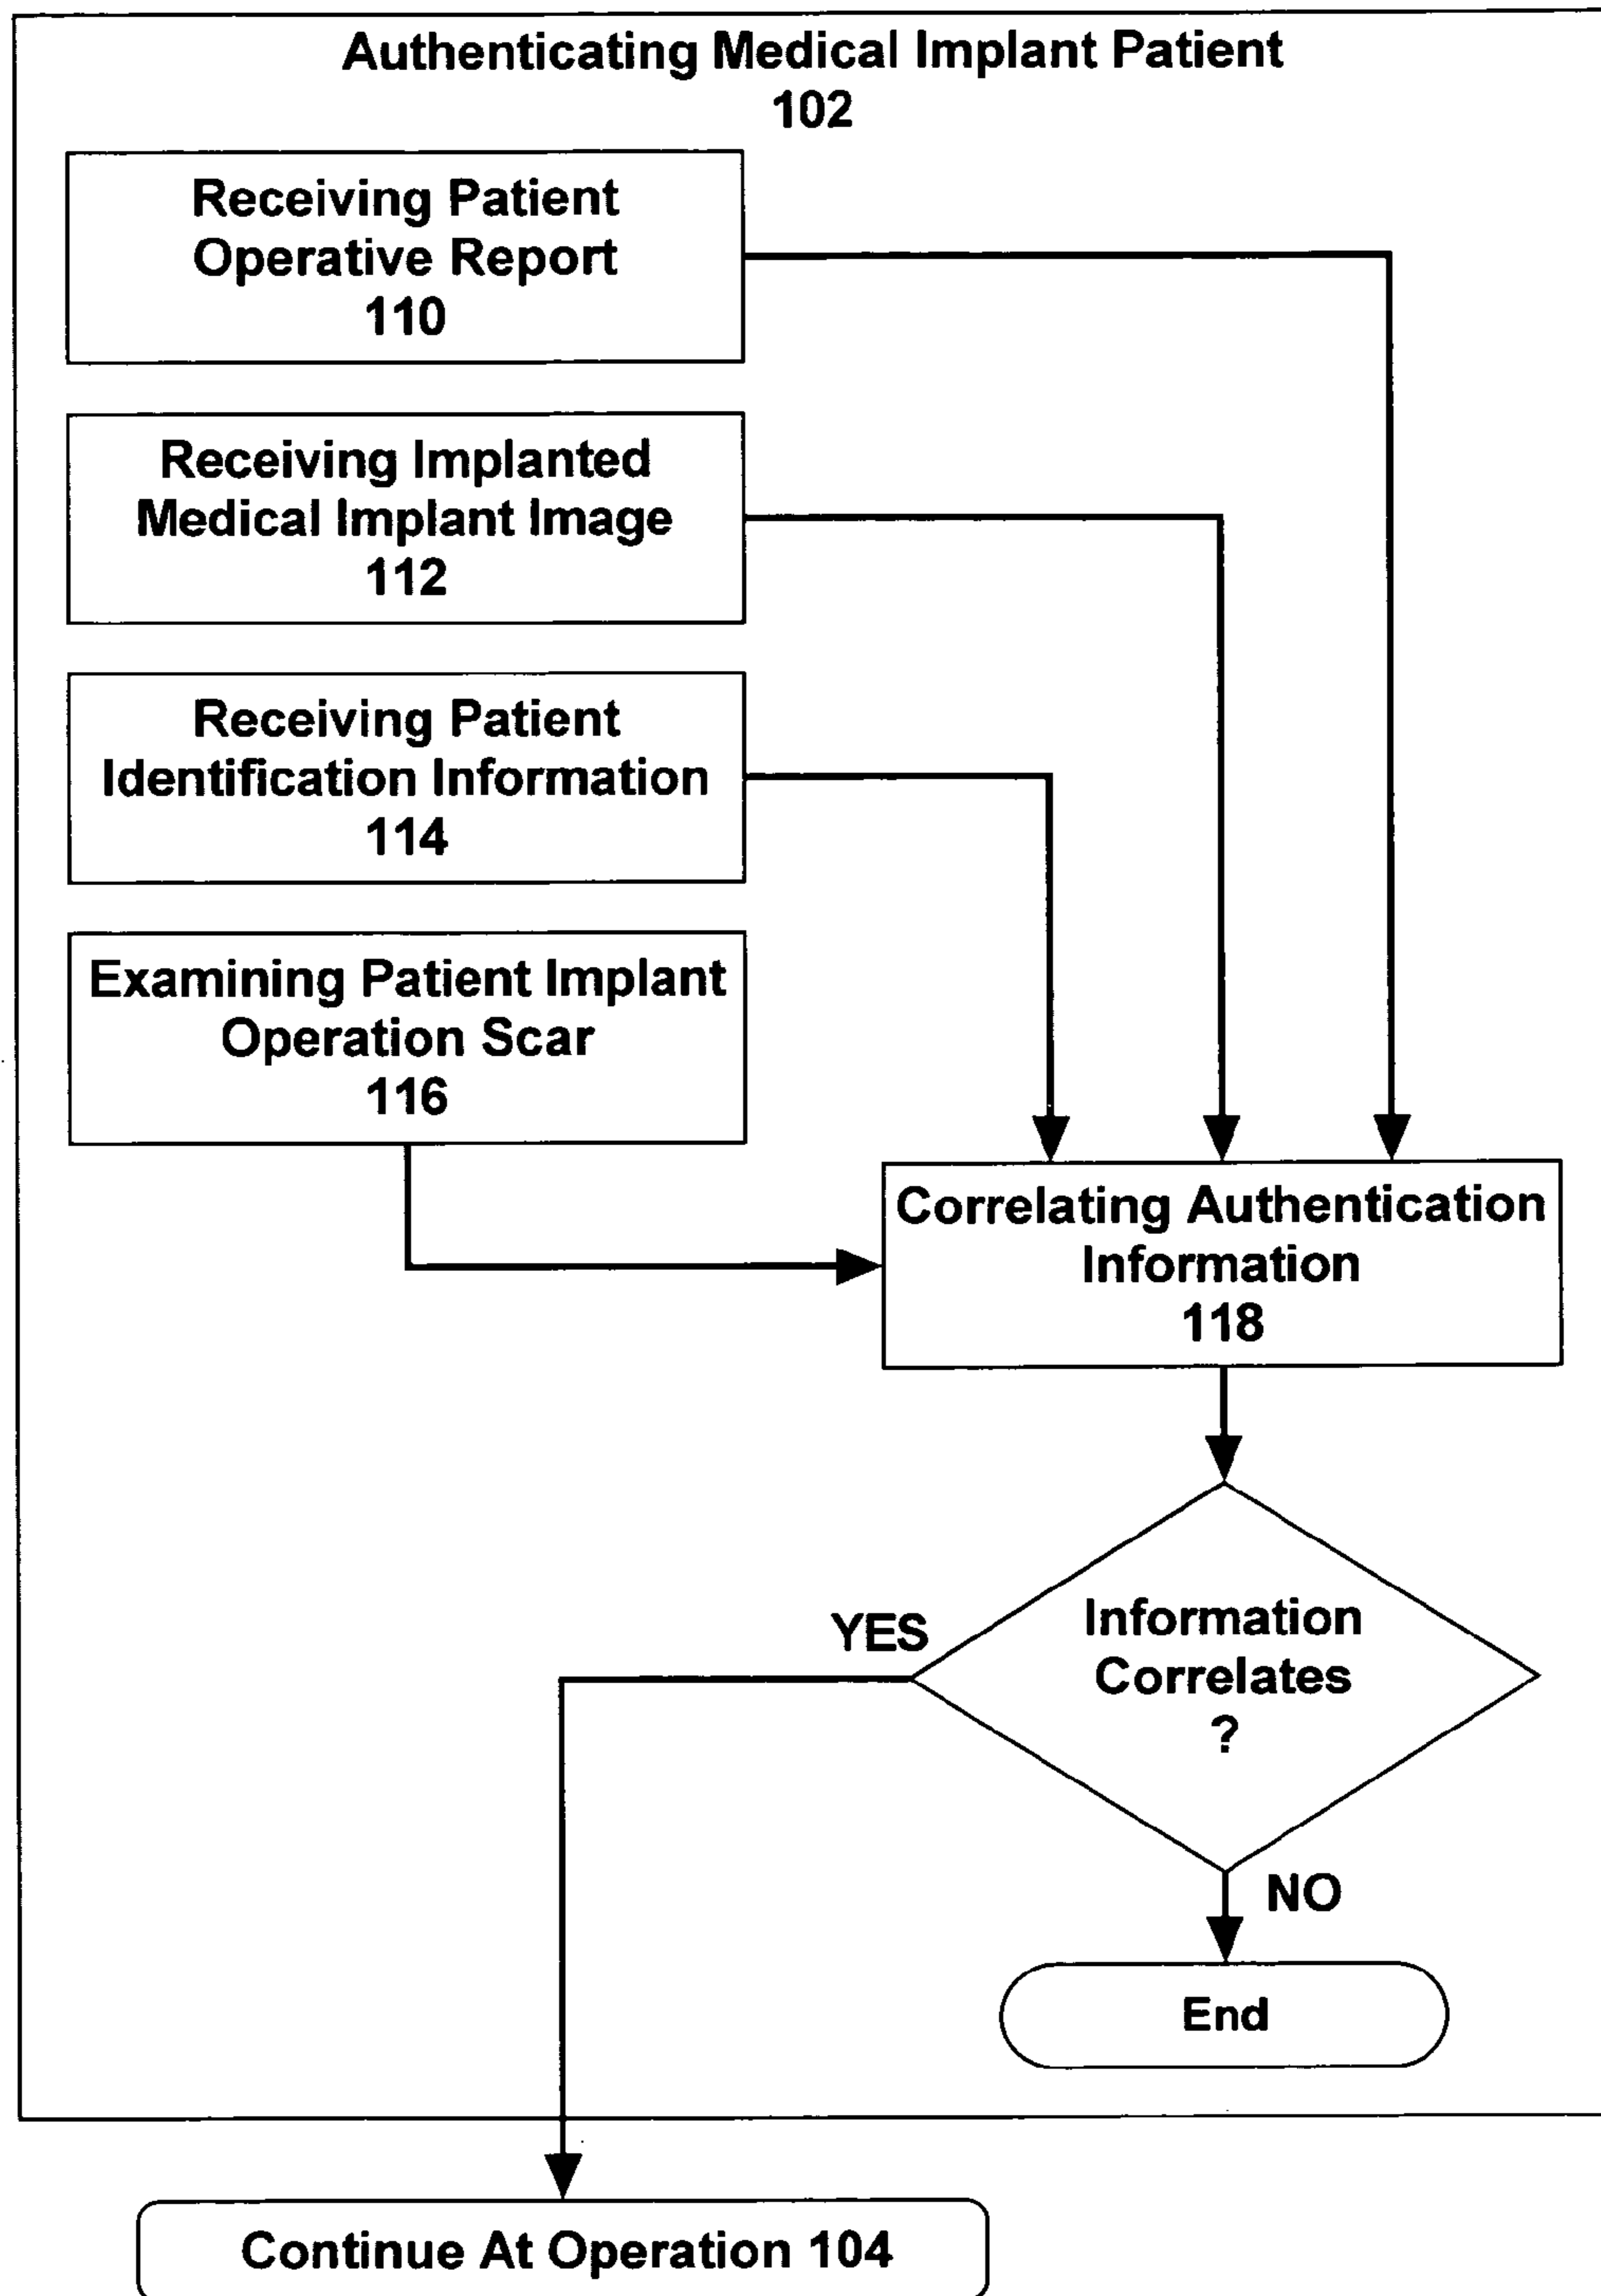 Authenticating Medical Implant Patient
102
Receiving Patient
Operative Report
110
Receiving Implanted
Medical Implant Image
112
Receiving Patient
Identification Information
114
Examining Patient Implant
Operation Scar
116
Correlating Authentication
Information
118
Information
Correlates
?
YES
NO
End
Continue At Operation 104